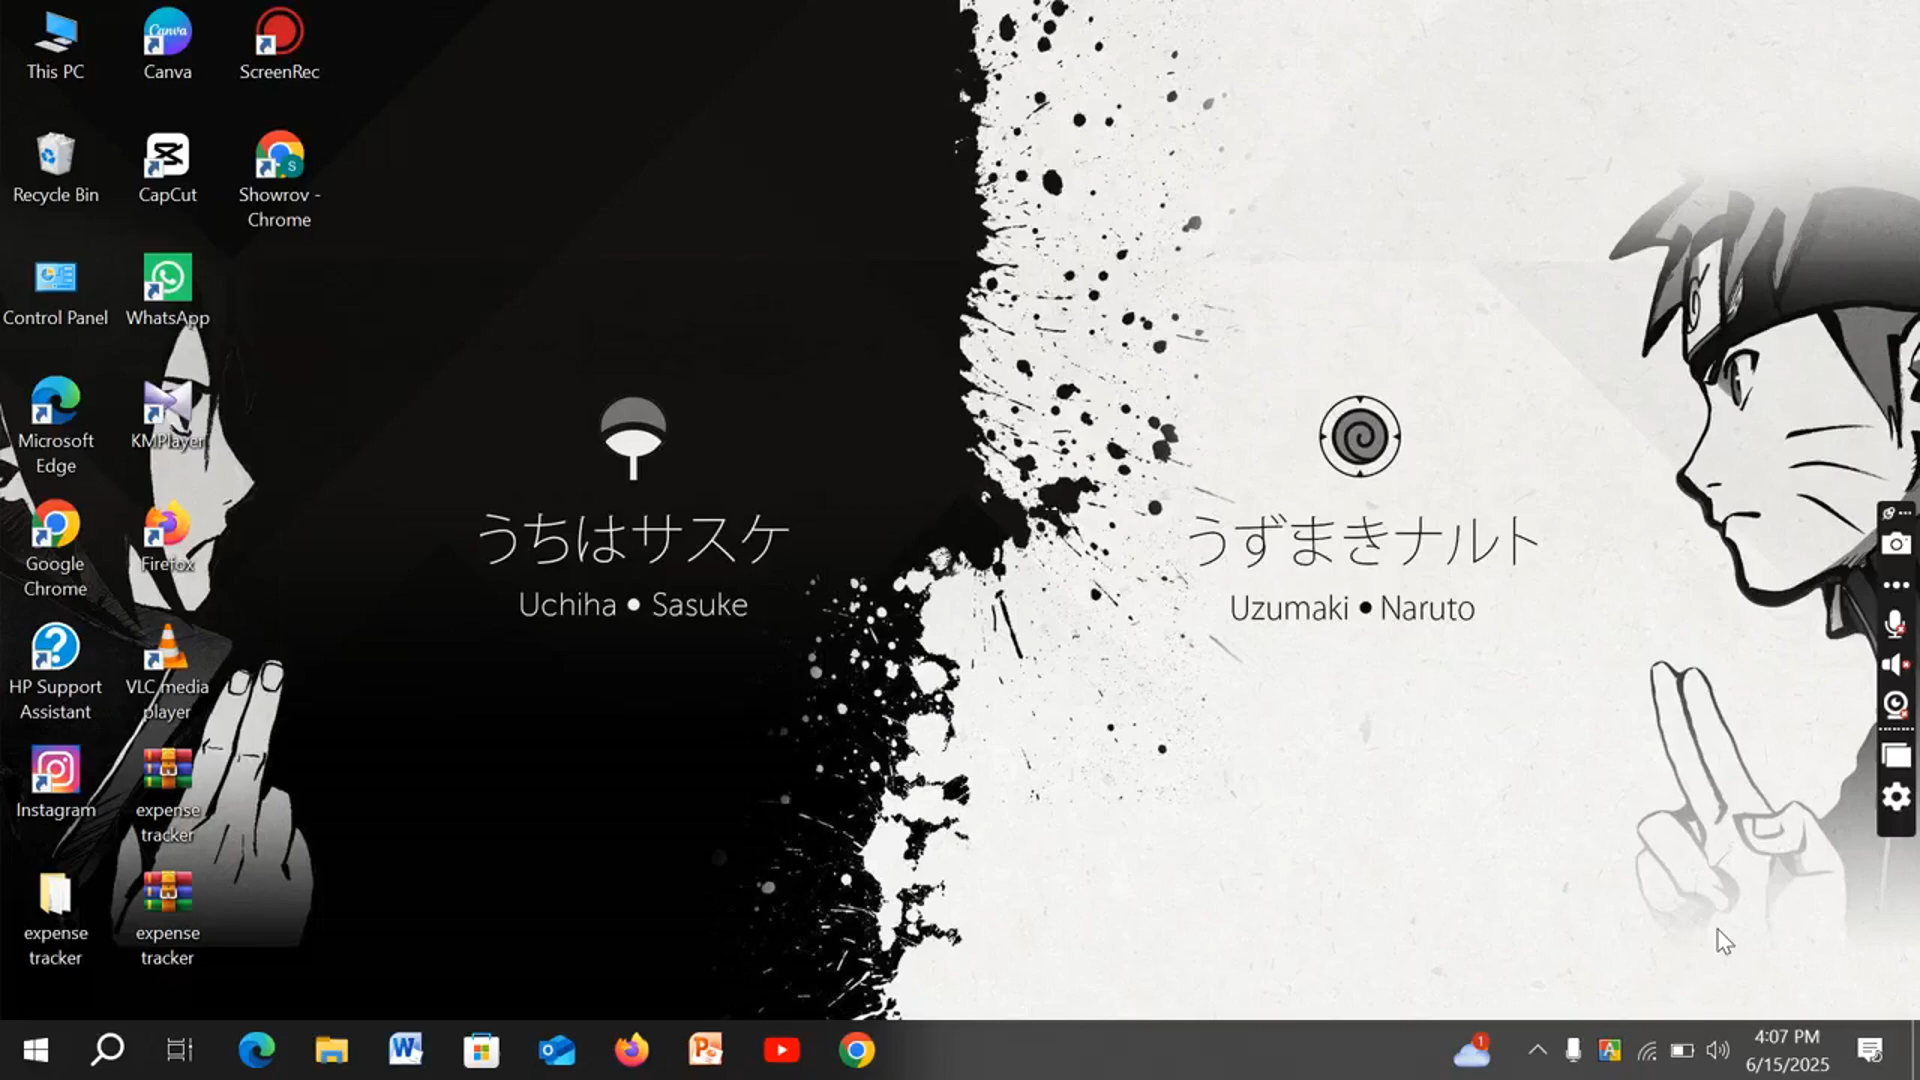 This PC
Canva
ScreenRec
Recycle Bin
CapCut
Showrov -
Chrome
Control Panel
WhatsApp
Microsoft
Edge
KMPlayer
Google
Chrome
Firefox
HP Support
Assistant
VLC media
player
Instagram
expense
tracker
expense
tracker
expense
tracker
うちはサスケ
Uchiha • Sasuke
うずまきナルト
Uzumaki • Naruto
1
4:07 PM
6/15/2025